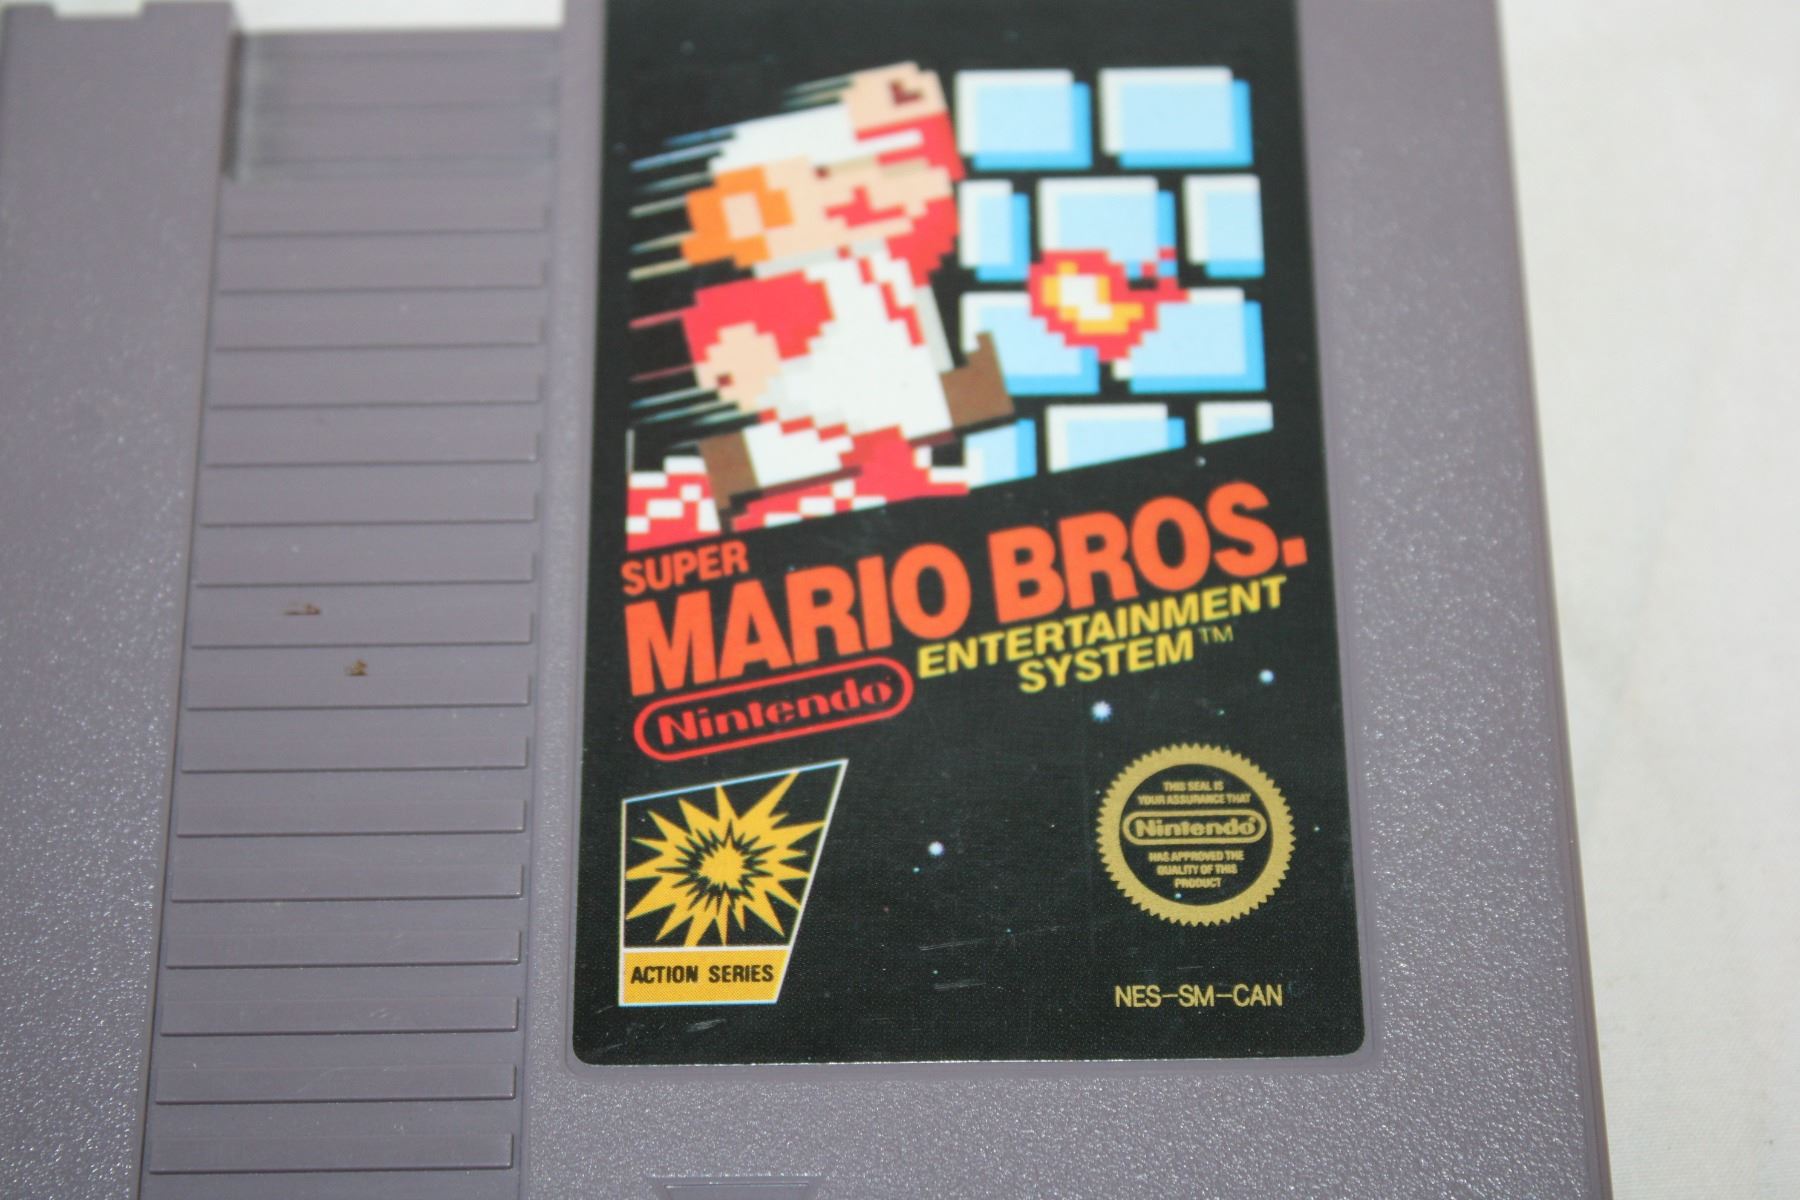 SUPER
MARIO BROS.
ENTERTAINMENT
SYSTEM™
Nintendo®
ACTION SERIES
THIS SEAL IS
YOUR ASSURANCE THAT
Nintendo®
HAS APPROVED THE
QUALITY OF THIS
PRODUCT
NES-SM-CAN